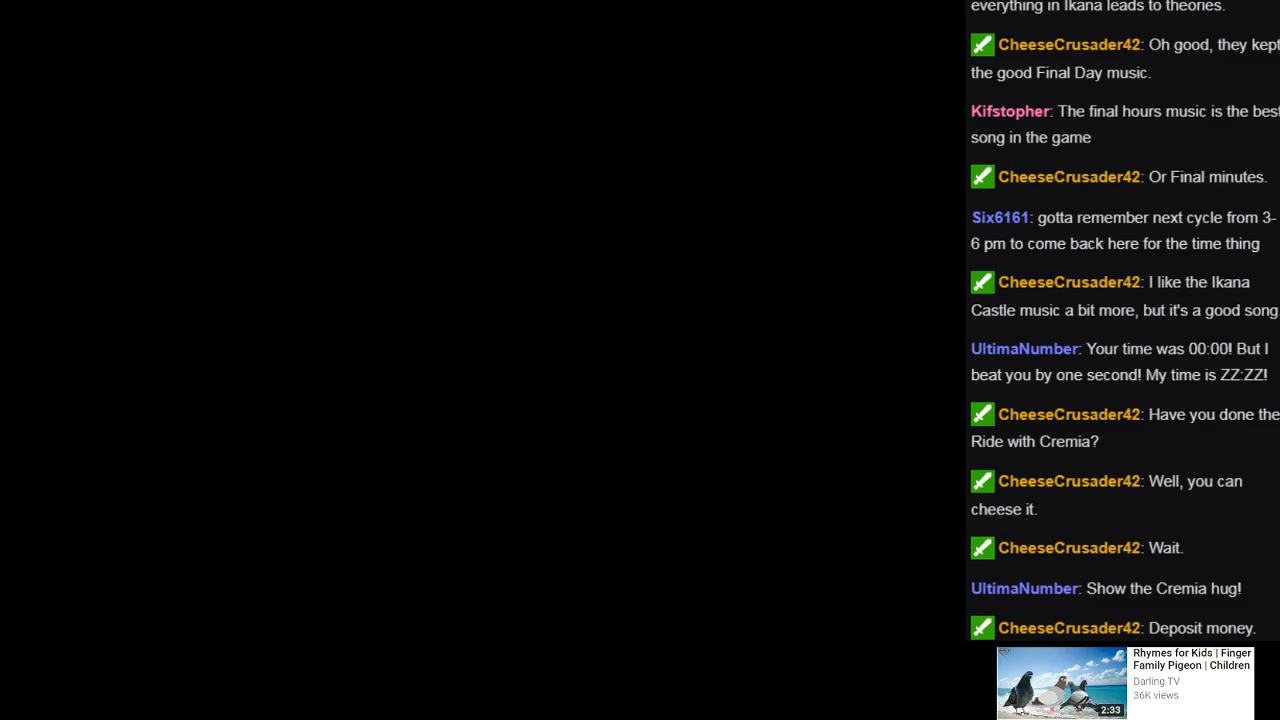 everything in Ikana leads to theories.
CheeseCrusader42: Oh good, they kept
the good Final Day music.
Kifstopher: The final hours music is the best
song in the game
CheeseCrusader42: Or Final minutes.
Six6161: gotta remember next cycle from 3-
6 pm to come back here for the time thing
CheeseCrusader42: I like the Ikana
Castle music a bit more, but it's a good song.
UltimaNumber: Your time was 00:00! But I
beat you by one second! My time is ZZ:ZZ!
CheeseCrusader42: Have you done the
Ride with Cremia?
CheeseCrusader42: Well, you can
cheese it.
CheeseCrusader42: Wait.
UltimaNumber: Show the Cremia hug!
CheeseCrusader42: Deposit money.
Rhymes for Kids | Finger
Family Pigeon | Children
Darling TV
36K views
2:33